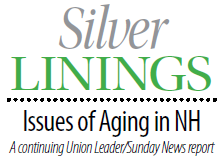 Silver
LININGS
Issues of Aging in NH
A continuing Union Leader/Sunday News report